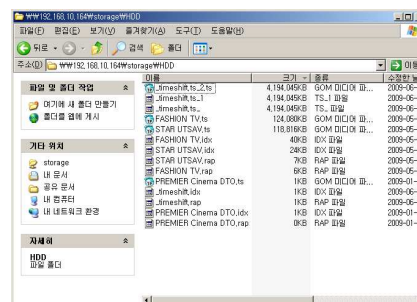 ₩₩192,168,10,164₩storage₩HDD
파일(F) 편집(E) 보기(V) 즐겨찾기(A) 도구(T) 도움말(H)
뒤로 검색 폴더
주소(D) ₩₩192,168,10,164₩storage₩HDD 이동
파일 및 폴더 작업
여기에 새 폴더 만들기
폴더를 웹에 게시
기타 위치
storage
내 문서
공유 문서
내 컴퓨터
내 네트워크 환경
자세히
HDD
파일 폴더
이름 크기 종류 수정한 날
_timeshift,ts_2,ts 4,194,045KB GOM 미디어 파... 2009-06-
_timeshift,ts_1 4,194,045KB TS_1 파일 2009-06-
_timeshift,ts_ 4,194,045KB TS_ 파일 2009-06-
FASHION TV,ts 124,080KB GOM 미디어 파... 2009-05-
STAR UTSAV,ts 118,816KB GOM 미디어 파... 2009-06-
FASHION TV,idx 40KB IDX 파일 2009-05-
STAR UTSAV,idx 24KB IDX 파일 2009-06-
STAR UTSAV,rap 7KB RAP 파일 2009-06-
FASHION TV,rap 6KB RAP 파일 2009-05-
PREMIER Cinema DTO,ts 1KB GOM 미디어 파... 2009-01-
_timeshift,idx 1KB IDX 파일 2009-06-
_timeshift,rap 1KB RAP 파일 2009-06-
PREMIER Cinema DTO,idx 1KB IDX 파일 2009-01-
PREMIER Cinema DTO,rap 0KB RAP 파일 2009-01-